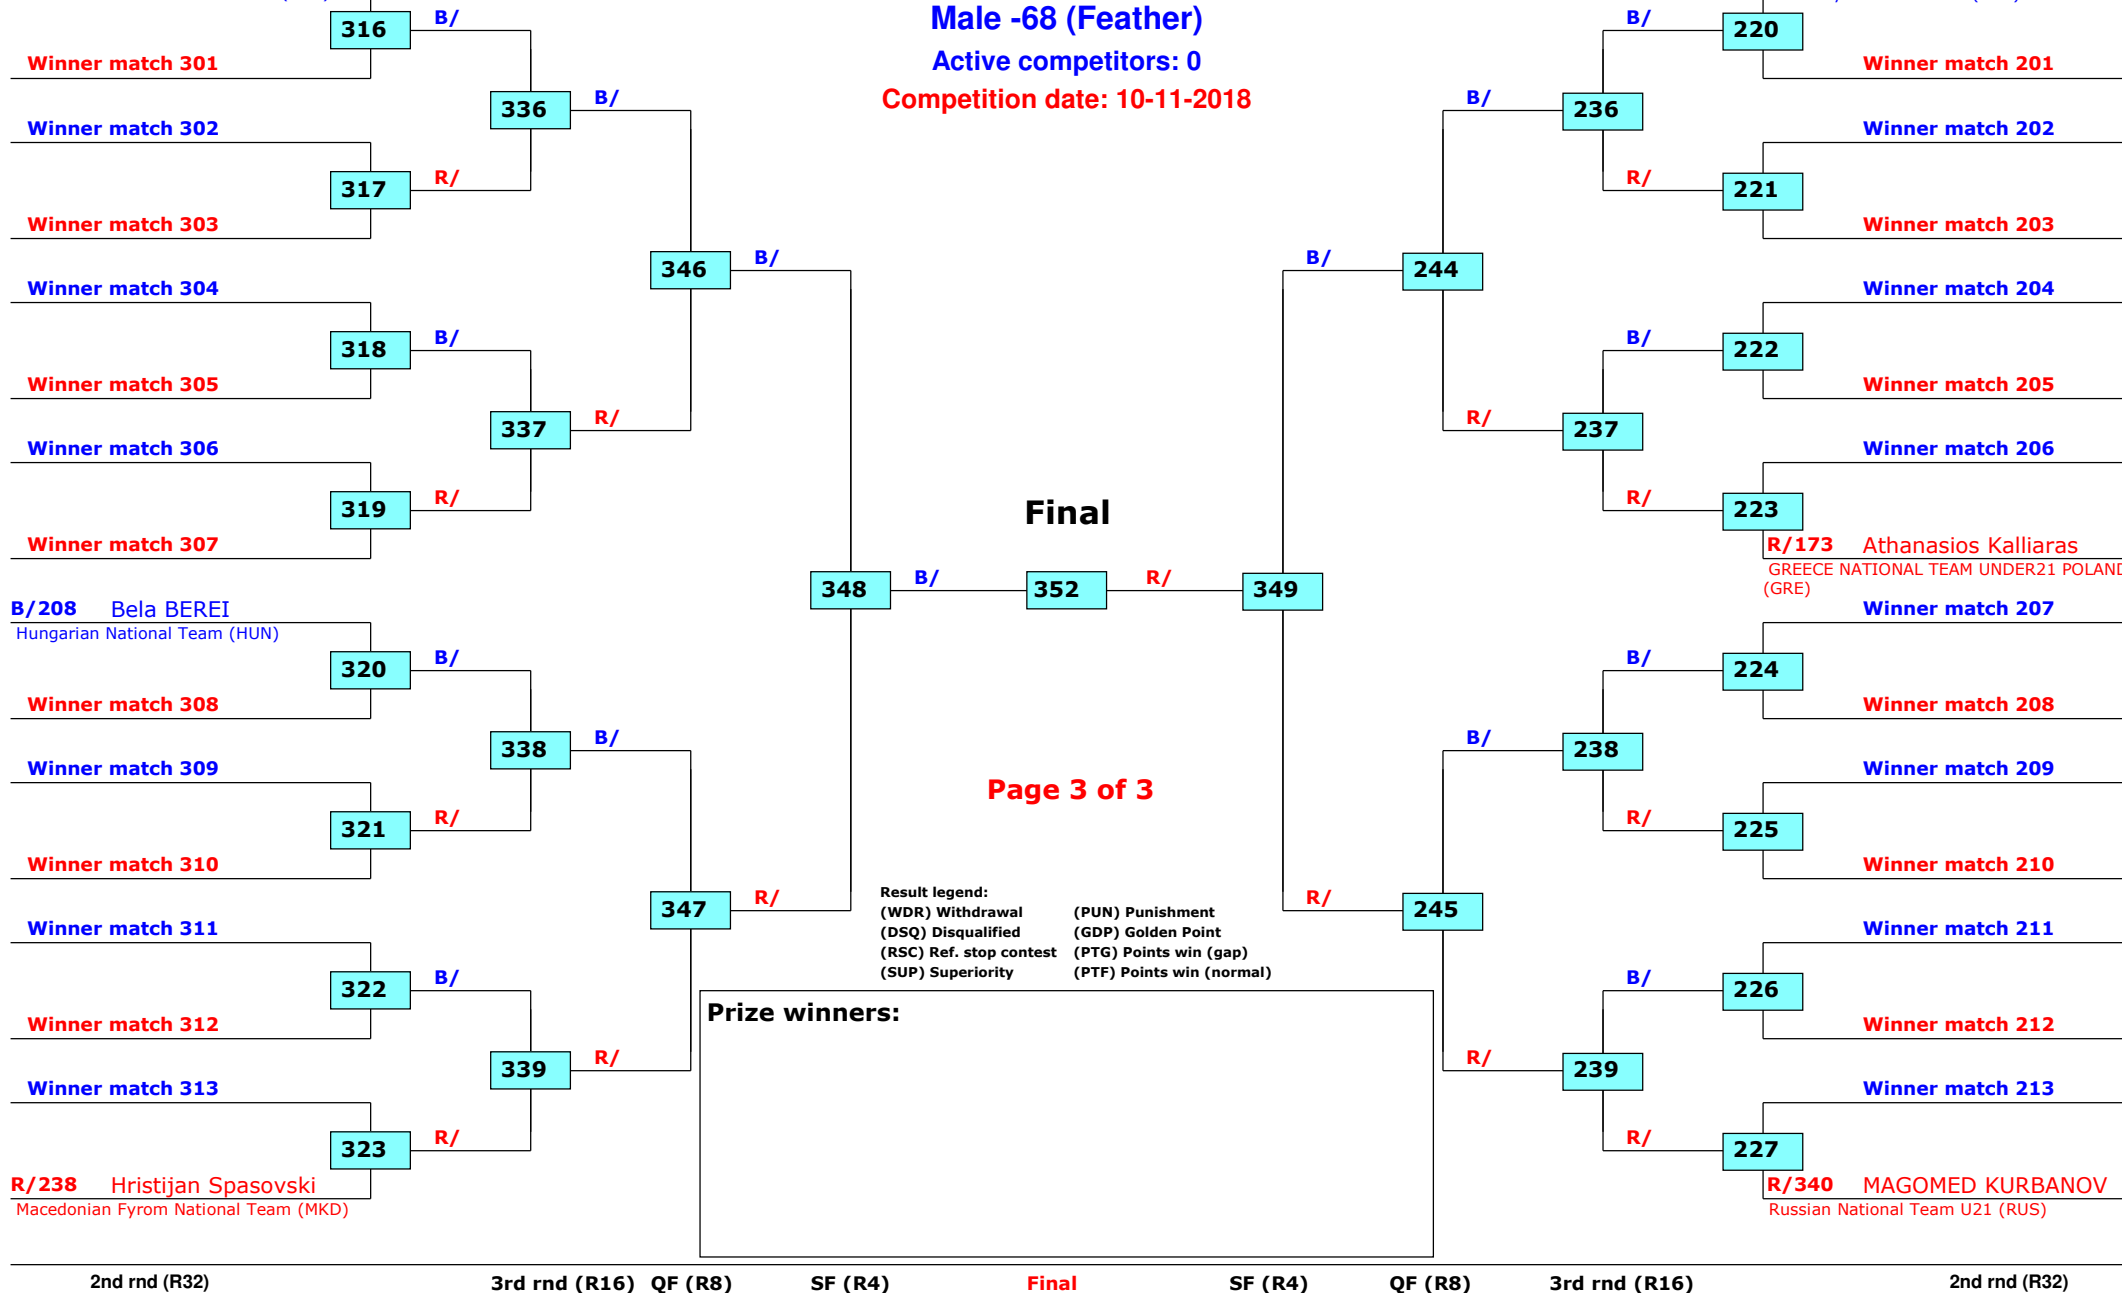 Male -68 (Feather)
Active competitors: 0
Competition date: 10-11-2018
316
B/
Winner match 301
336
B/
Winner match 302
317
R/
Winner match 303
346
B/
Winner match 304
318
B/
Winner match 305
337
R/
Winner match 306
319
R/
Winner match 307
348
B/
B/208 Bela BEREI
Hungarian National Team (HUN)
320
B/
Winner match 308
338
B/
Winner match 309
321
R/
Winner match 310
347
R/
Winner match 311
322
B/
Winner match 312
339
R/
Winner match 313
323
R/
R/238 Hristijan Spasovski
Macedonian Fyrom National Team (MKD)
Final
352
R/
349
Page 3 of 3
Result legend:
(WDR) Withdrawal (PUN) Punishment
(DSQ) Disqualified (GDP) Golden Point
(RSC) Ref. stop contest (PTG) Points win (gap)
(SUP) Superiority (PTF) Points win (normal)
Prize winners:
B/
220
Winner match 201
B/
236
Winner match 202
R/
221
Winner match 203
B/
244
Winner match 204
B/
222
Winner match 205
R/
237
Winner match 206
R/
223
R/173 Athanasios Kalliaras
GREECE NATIONAL TEAM UNDER21 POLAND
(GRE)
Winner match 207
B/
224
Winner match 208
B/
238
Winner match 209
R/
225
Winner match 210
R/
245
Winner match 211
B/
226
Winner match 212
R/
239
Winner match 213
R/
227
R/340 MAGOMED KURBANOV
Russian National Team U21 (RUS)
2nd rnd (R32) 3rd rnd (R16) QF (R8) SF (R4) Final SF (R4) QF (R8) 3rd rnd (R16) 2nd rnd (R32)